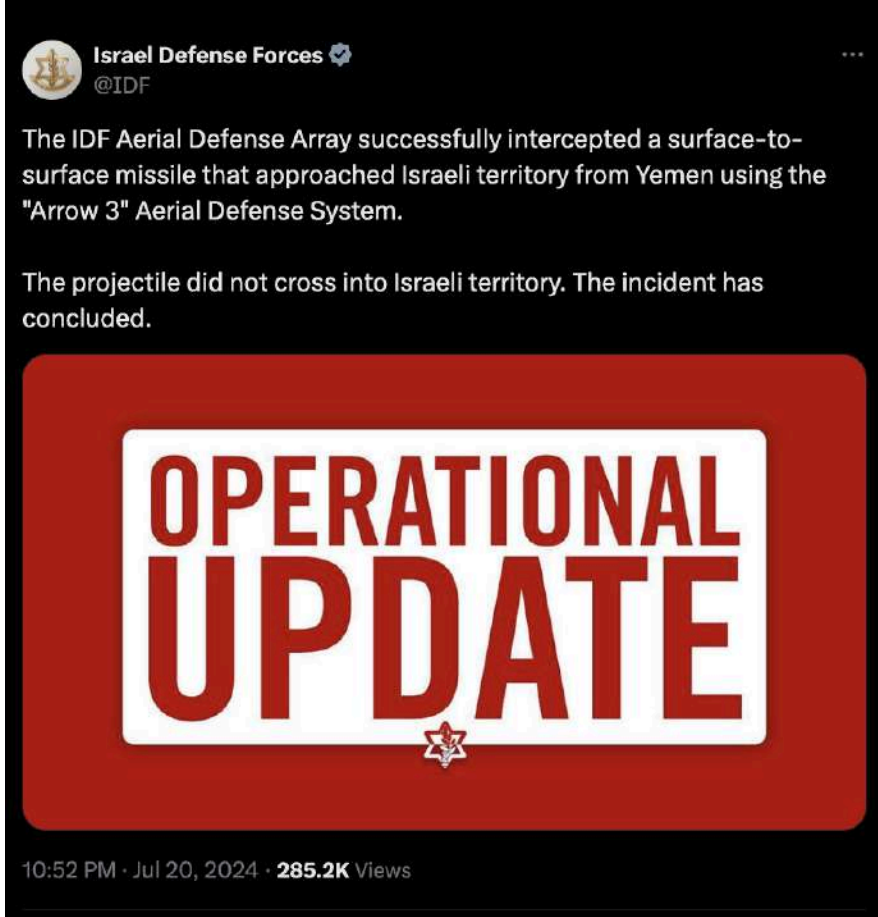 Israel Defense Forces
@IDF
The IDF Aerial Defense Array successfully intercepted a surface-to-
surface missile that approached Israeli territory from Yemen using the
"Arrow 3" Aerial Defense System.
The projectile did not cross into Israeli territory. The incident has
concluded.
OPERATIONAL
UPDATE
10:52 PM · Jul 20, 2024 · 285.2K Views